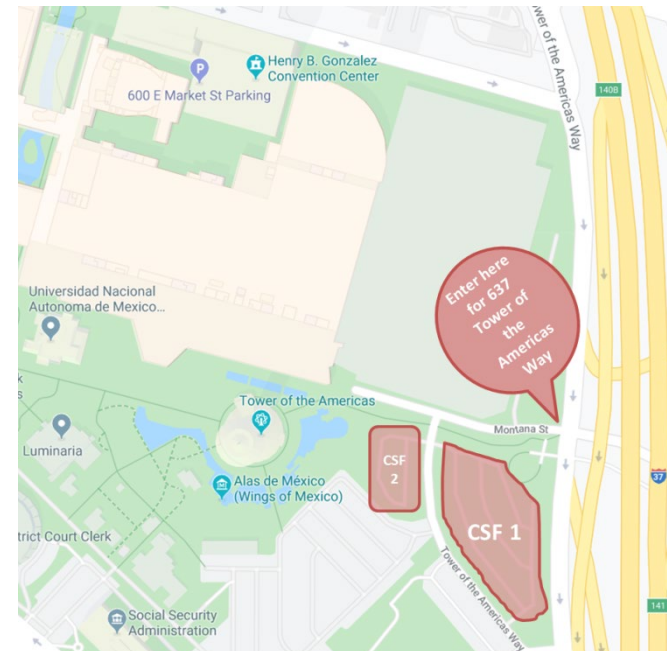 Tower of the Americas Way
Henry B. Gonzalez
Convention Center
P
600 E Market St Parking
140B
Enter here
for 637
Tower of
the
Americas
Way
Universidad Nacional
Autonoma de Mexico...
k
s
Tower of the Americas
Montana St
Luminaria
CSF
2
Alas de México
(Wings of Mexico)
37
CSF 1
trict Court Clerk
Tower of the Americas Way
141
Social Security
Administration